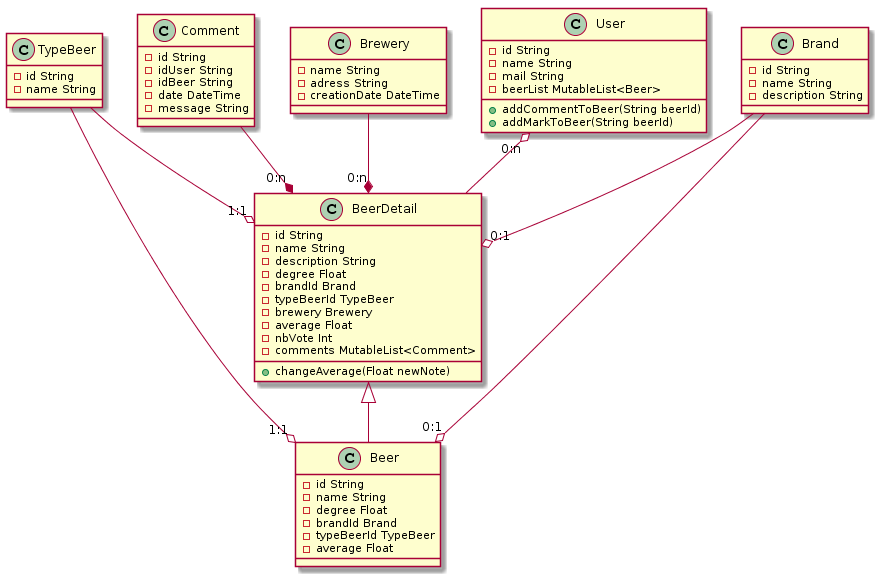 C TypeBeer
id String
name String
C Comment
id String
idUser String
idBeer String
date DateTime
message String
C Brewery
name String
adress String
creationDate DateTime
C User
id String
name String
mail String
beerList MutableList<Beer>
addCommentToBeer(String beerId)
addMarkToBeer(String beerId)
C Brand
id String
name String
description String
0:n
0:n
0:n
1:1
0:1
C BeerDetail
id String
name String
description String
degree Float
brandId Brand
typeBeerId TypeBeer
brewery Brewery
average Float
nbVote Int
comments MutableList<Comment>
changeAverage(Float newNote)
1:1
0:1
C Beer
id String
name String
degree Float
brandId Brand
typeBeerId TypeBeer
average Float